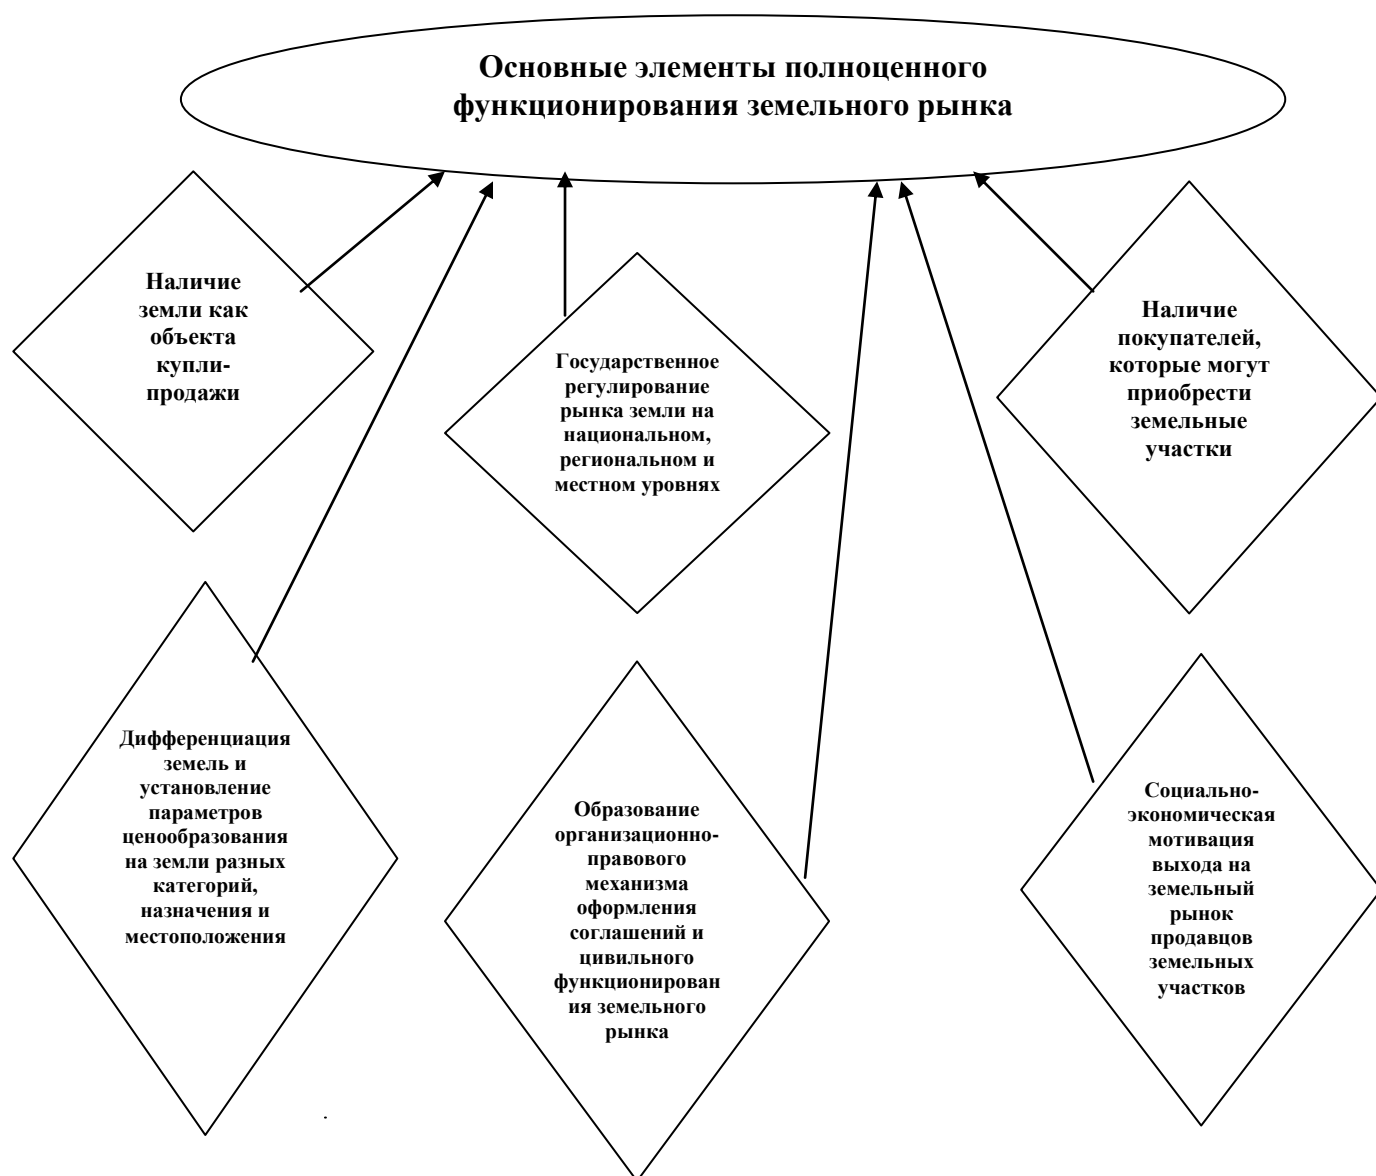 Основные элементы полноценного
функционирования земельного рынка
Наличие
земли как
объекта
купли-
продажи
Государственное
регулирование
рынка земли на
национальном,
региональном и
местном уровнях
Наличие
покупателей,
которые могут
приобрести
земельные
участки
Дифференциация
земель и
установление
параметров
ценообразования
на земли разных
категорий,
назначения и
местоположения
Образование
организационно-
правового
механизма
оформления
соглашений и
цивильного
функционирован
ия земельного
рынка
Социально-
экономическая
мотивация
выхода на
земельный
рынок
продавцов
земельных
участков
.